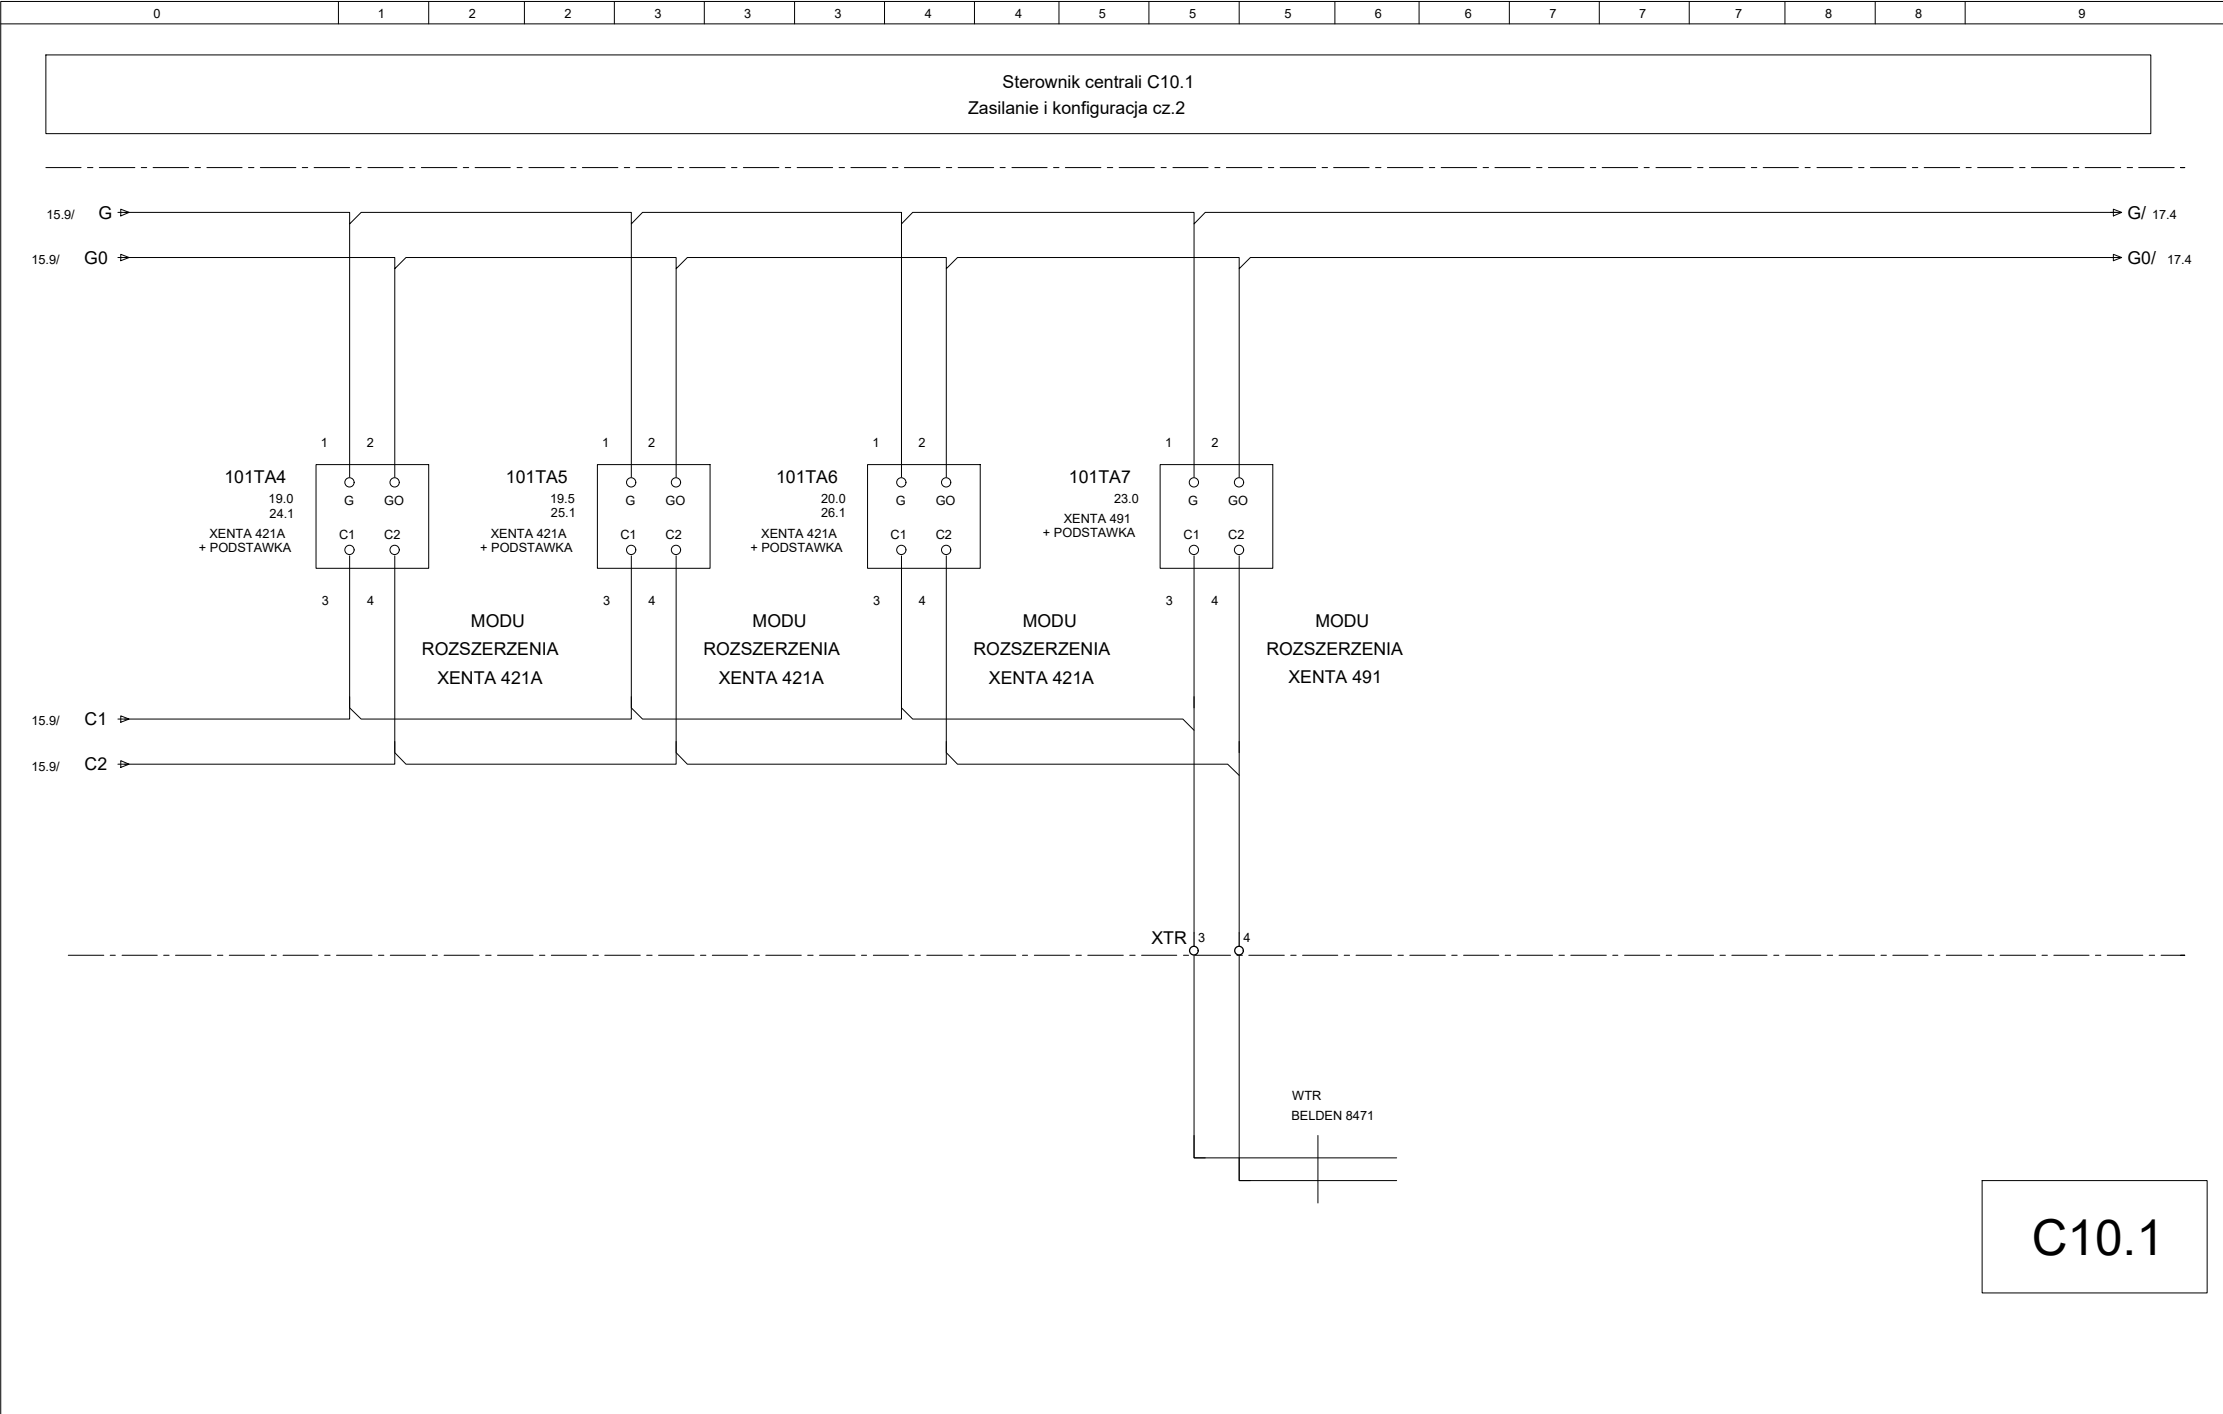 0 1 2 2 3 3 3 4 4 5 5 5 6 6 7 7 7 8 8 9
Sterownik centrali C10.1
Zasilanie i konfiguracja cz.2
15.9/ G G/ 17.4
15.9/ G0 G0/ 17.4
1 2 1 2 1 2 1 2
101TA4
19.0
24.1
XENTA 421A
+ PODSTAWKA
G GO
C1 C2
101TA5
19.5
25.1
XENTA 421A
+ PODSTAWKA
G GO
C1 C2
101TA6
20.0
26.1
XENTA 421A
+ PODSTAWKA
G GO
C1 C2
101TA7
23.0
XENTA 491
+ PODSTAWKA
G GO
C1 C2
3 4 3 4 3 4 3 4
MODU
ROZSZERZENIA
XENTA 421A
MODU
ROZSZERZENIA
XENTA 421A
MODU
ROZSZERZENIA
XENTA 421A
MODU
ROZSZERZENIA
XENTA 491
15.9/ C1
15.9/ C2
XTR 3 4
WTR
BELDEN 8471
C10.1